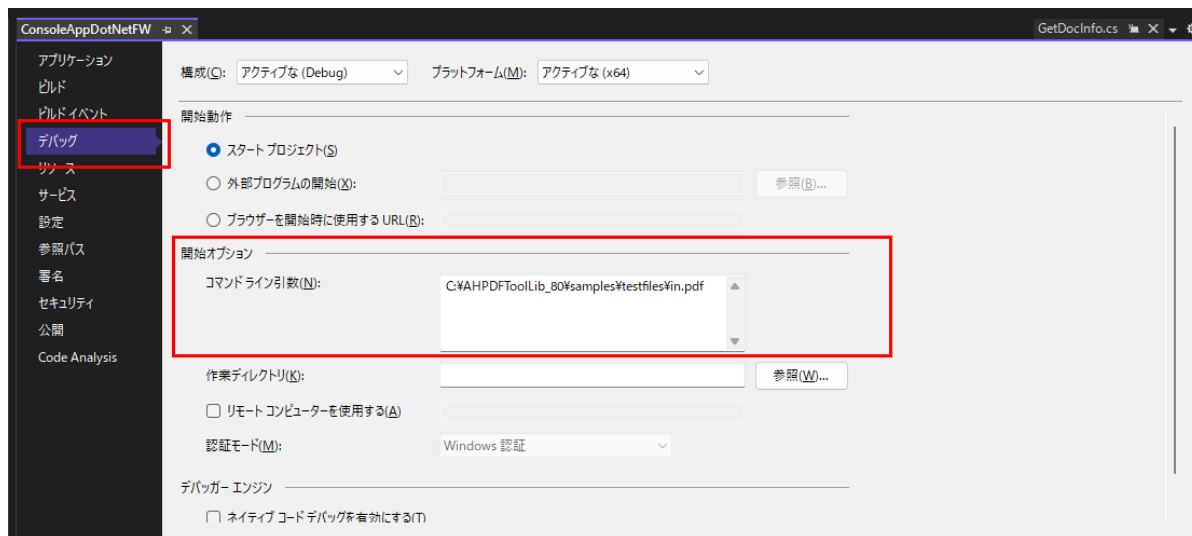 ConsoleAppDotNetFW
GetDocInfo.cs
アプリケーション
ビルド
ビルド イベント
デバッグ
リソース
サービス
設定
参照パス
署名
セキュリティ
公開
Code Analysis
構成(C): アクティブな (Debug) プラットフォーム(M): アクティブな (x64)
開始動作
スタート プロジェクト(S)
外部プログラムの開始(X): 参照(B)...
ブラウザーを開始時に使用する URL(R):
開始オプション
コマンド ライン引数(N): C:¥AHPDFToolLib_80¥samples¥testfiles¥in.pdf
作業ディレクトリ(K): 参照(W)...
リモート コンピューターを使用する(A)
認証モード(M): Windows 認証
デバッガー エンジン
ネイティブ コード デバッグを有効にする(T)